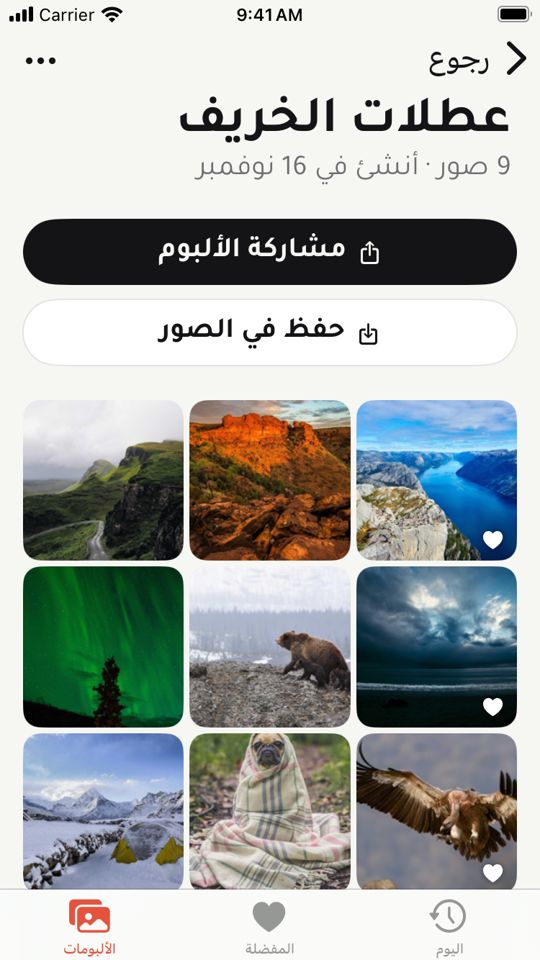 Carrier 9:41 AM
رجوع
عطلات الخريف
9 صور · أنشئ في 16 نوفمبر
مشاركة الألبوم
حفظ في الصور
اليوم
المفضلة
الألبومات